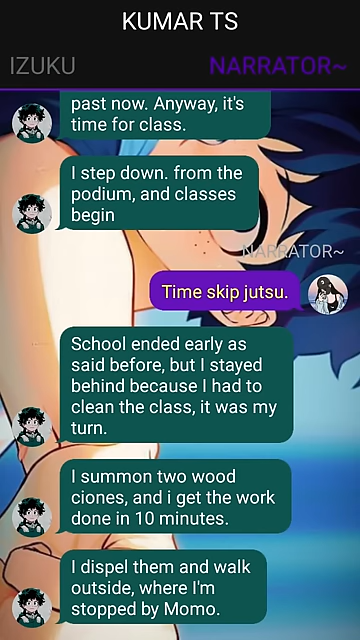 KUMAR TS
IZUKU
NARRATOR~
past now. Anyway, it's
time for class.
I step down. from the
podium, and classes
begin
NARRATOR~
Time skip jutsu.
School ended early as
said before, but I stayed
behind because I had to
clean the class, it was my
turn.
I summon two wood
ciones, and i get the work
done in 10 minutes.
I dispel them and walk
outside, where I'm
stopped by Momo.